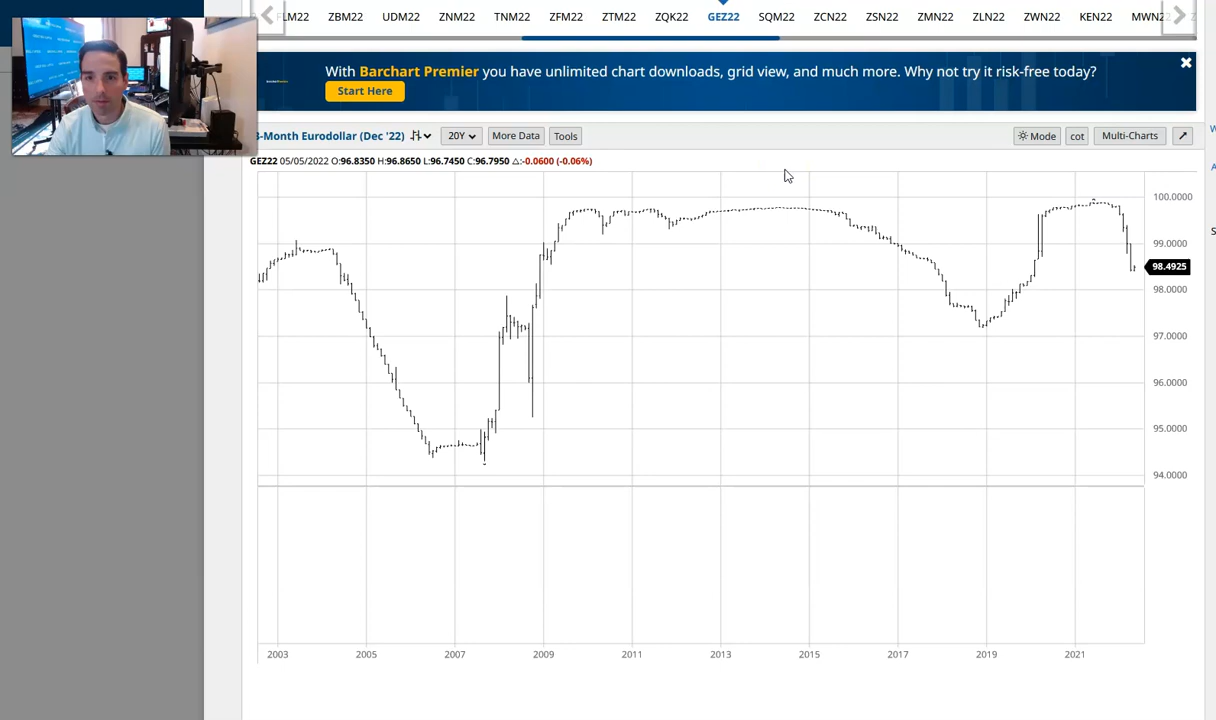 FLM22 ZBM22 UDM22 ZNM22 TNM22 ZFM22 ZTM22 ZQK22 GEZ22 SQM22 ZCN22 ZSN22 ZMN22 ZLN22 ZWN22 KEN22 MWN22
With Barchart Premier you have unlimited chart downloads, grid view, and much more. Why not try it risk-free today?
Start Here
3-Month Eurodollar (Dec '22) 20Y More Data Tools Mode cot Multi-Charts
GEZ22 05/05/2022 O:96.8350 H:96.8650 L:96.7450 C:96.7950 △:-0.0600 (-0.06%)
100.0000
99.0000
98.4925
98.0000
97.0000
96.0000
95.0000
94.0000
2003 2005 2007 2009 2011 2013 2015 2017 2019 2021